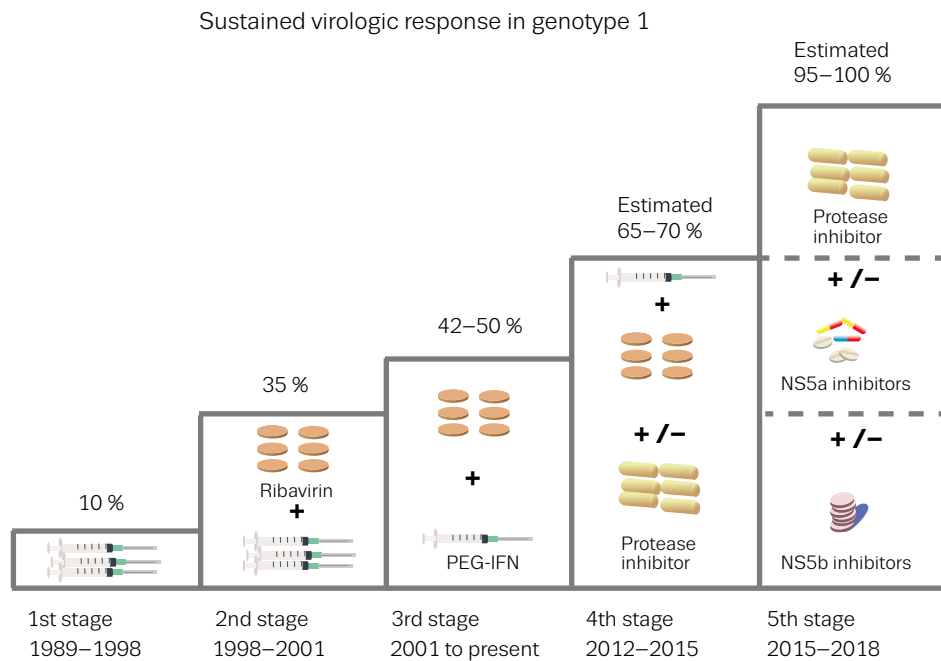 Sustained virologic response in genotype 1
10 %
1st stage
1989–1998
35 %
Ribavirin
+
2nd stage
1998–2001
42–50 %
+
PEG-IFN
3rd stage
2001 to present
Estimated
65–70 %
+
+ /–
Protease
inhibitor
4th stage
2012–2015
Estimated
95–100 %
Protease
inhibitor
+ /–
NS5a inhibitors
+ /–
NS5b inhibitors
5th stage
2015–2018